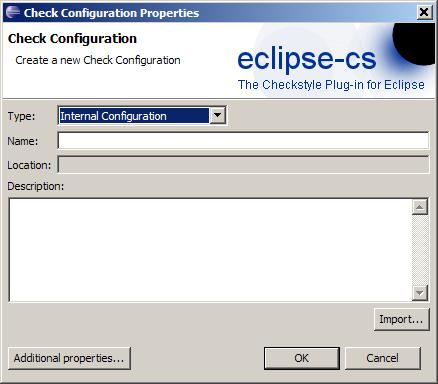 Check Configuration Properties
Check Configuration
Create a new Check Configuration
eclipse-cs
The Checkstyle Plug-in for Eclipse
Type: Internal Configuration
Name:
Location:
Description:
Import...
Additional properties... OK Cancel